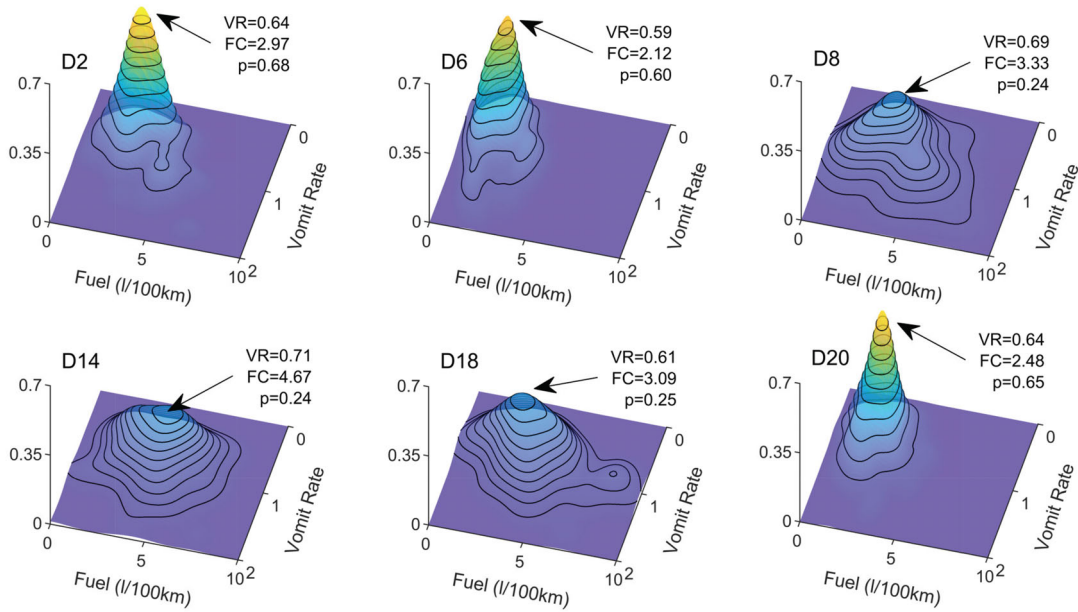 D2
VR=0.64
FC=2.97
p=0.68
0.7
0.35
0
0
5
10
0
1
2
Fuel (l/100km)
Vomit Rate
D6
VR=0.59
FC=2.12
p=0.60
0.7
0.35
0
0
5
10
0
1
2
Fuel (l/100km)
Vomit Rate
D8
VR=0.69
FC=3.33
p=0.24
0.7
0.35
0
0
5
10
0
1
2
Fuel (l/100km)
Vomit Rate
D14
VR=0.71
FC=4.67
p=0.24
0.7
0.35
0
0
5
10
0
1
2
Fuel (l/100km)
Vomit Rate
D18
VR=0.61
FC=3.09
p=0.25
0.7
0.35
0
0
5
10
0
1
2
Fuel (l/100km)
Vomit Rate
D20
VR=0.64
FC=2.48
p=0.65
0.7
0.35
0
0
5
10
0
1
2
Fuel (l/100km)
Vomit Rate